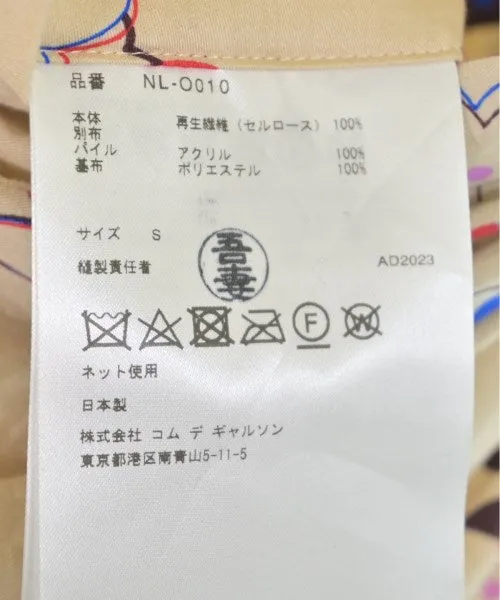 品番 NL-O010
本体 再生繊維（セルロース） 100%
別布
パイル アクリル 100%
基布 ポリエステル 100%
サイズ S
縫製責任者 吾妻 AD2023
F W
ネット使用
日本製
株式会社 コム デ ギャルソン
東京都港区南青山5-11-5